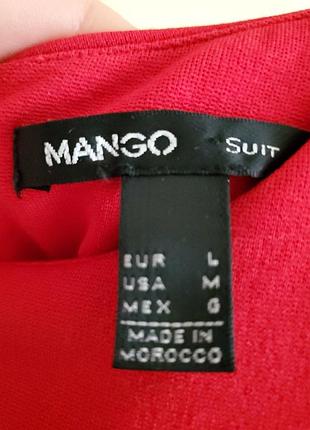 MANGO SUIT
EUR L
USA M
MEX G
MADE IN
MOROCCO